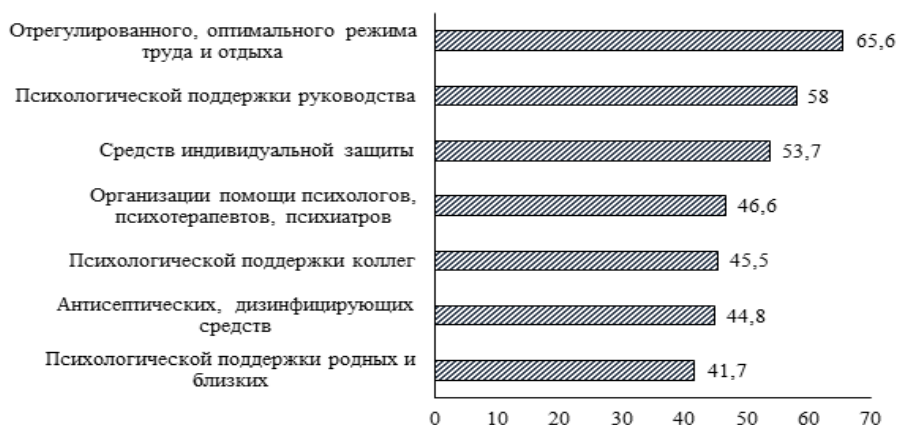 Отрегулированного, оптимального режима
труда и отдыха
65,6
Психологической поддержки руководства
58
Средств индивидуальной защиты
53,7
Организации помощи психологов,
психотерапевтов, психиатров
46,6
Психологической поддержки коллег
45,5
Антисептических, дизинфицирующих
средств
44,8
Психологической поддержки родных и
близких
41,7
0 10 20 30 40 50 60 70